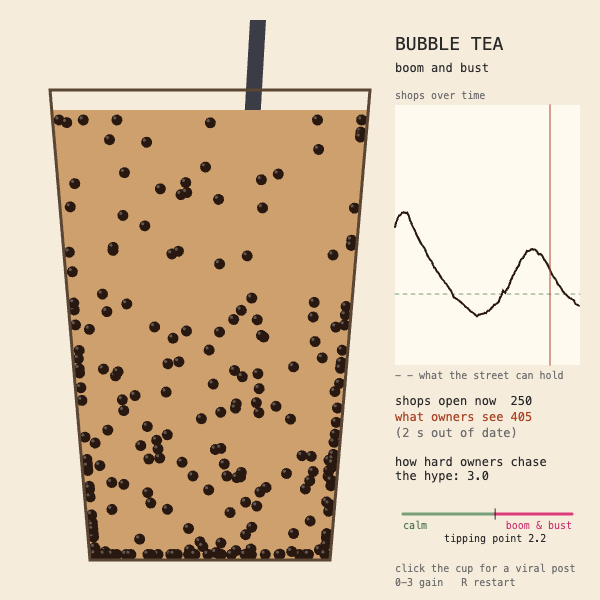 BUBBLE TEA
boom and bust
shops over time
– – what the street can hold
shops open now 250
what owners see 405
(2 s out of date)
how hard owners chase
the hype: 3.0
calm boom & bust
tipping point 2.2
click the cup for a viral post
0–3 gain R restart